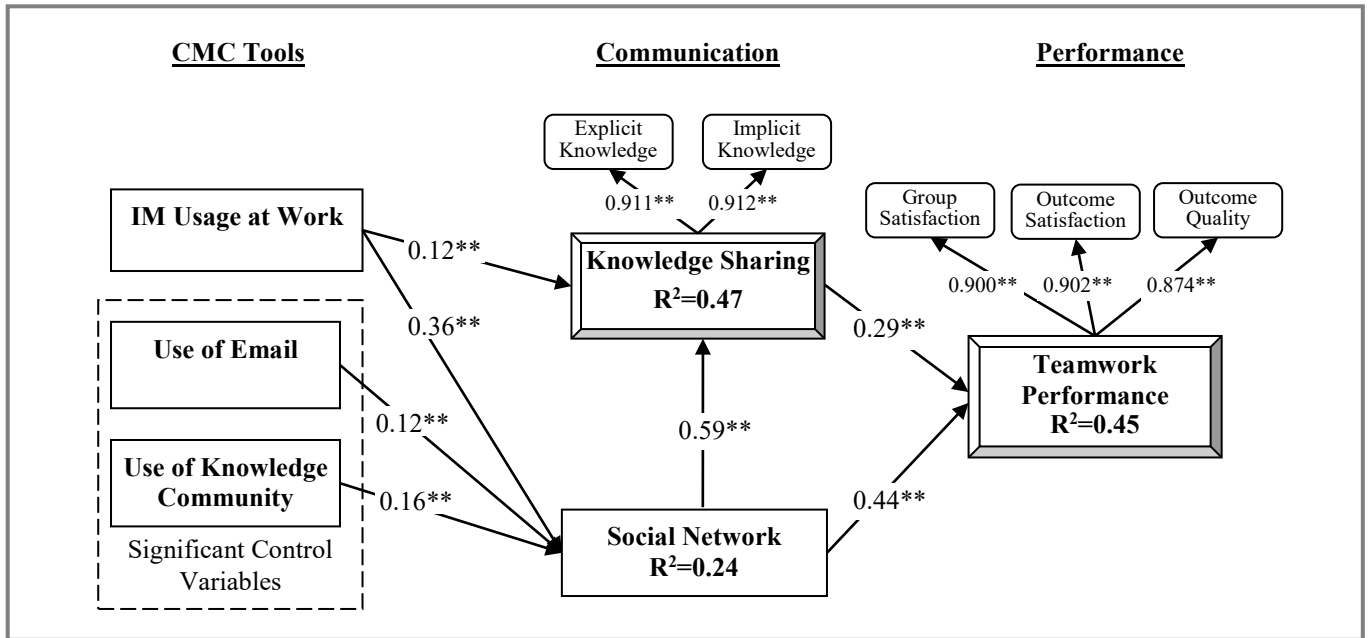 CMC Tools
Communication
Performance
Explicit
Knowledge
Implicit
Knowledge
Group
Satisfaction
Outcome
Satisfaction
Outcome
Quality
0.911**
0.912**
IM Usage at Work
0.12**
Knowledge Sharing
R²=0.47
0.900**
0.902**
0.874**
0.36**
0.29**
Use of Email
Teamwork
Performance
R²=0.45
0.12**
0.59**
Use of Knowledge
Community
0.16**
0.44**
Significant Control
Variables
Social Network
R²=0.24